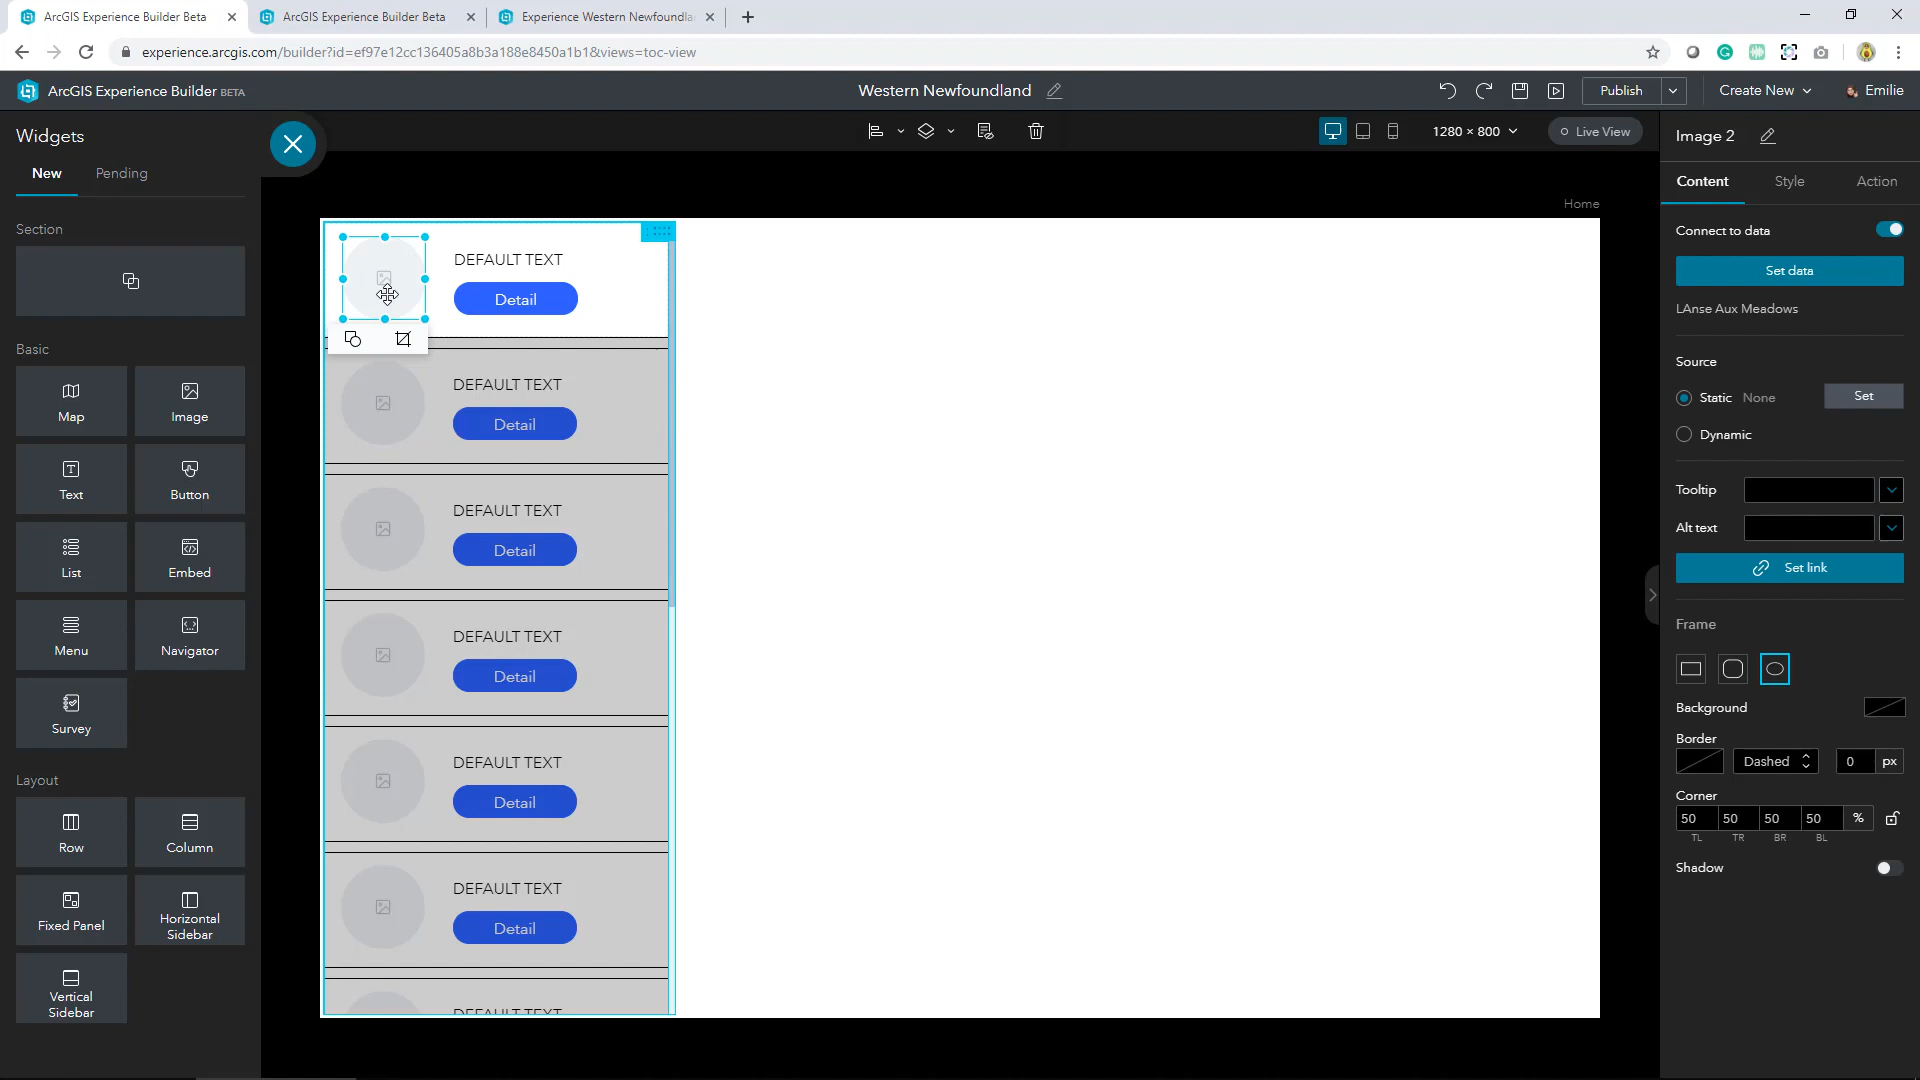 ArcGIS Experience Builder Beta
ArcGIS Experience Builder Beta
Experience Western Newfoundla
experience.arcgis.com/builder?id=ef97e12cc136405a8b3a188e8450a1b1&views=toc-view
ArcGIS Experience Builder BETA
Western Newfoundland
Publish
Create New
Emilie
Widgets
New
Pending
Section
Basic
Map
Image
Text
Button
List
Embed
Menu
Navigator
Survey
Layout
Row
Column
Fixed Panel
Horizontal
Sidebar
Vertical
Sidebar
1280 × 800
Live View
Home
DEFAULT TEXT
Detail
DEFAULT TEXT
Detail
DEFAULT TEXT
Detail
DEFAULT TEXT
Detail
DEFAULT TEXT
Detail
DEFAULT TEXT
Detail
DEFAULT TEXT
Image 2
Content
Style
Action
Connect to data
Set data
LAnse Aux Meadows
Source
Static None
Set
Dynamic
Tooltip
Alt text
Set link
Frame
Background
Border
Dashed
0 px
Corner
50 50 50 50 %
TL TR BR BL
Shadow